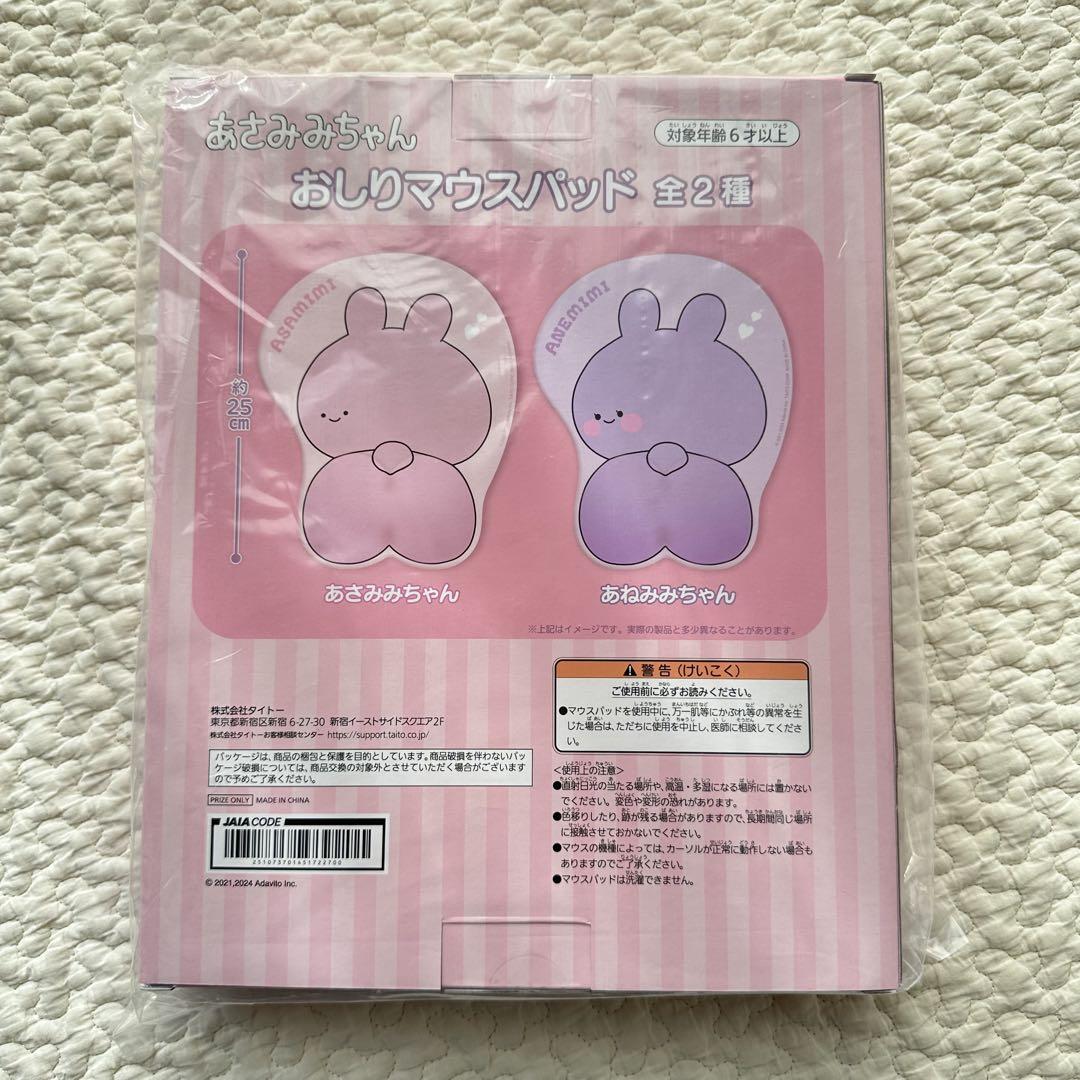 あさみみちゃん
対象年齢6才以上
たいしょうねんれい さい いじょう
おしりマウスパッド 全2種
約25cm
ASAMIMI
ANEMIMI
あさみみちゃん
あねみみちゃん
※上記はイメージです。実際の製品と多少異なることがあります。
株式会社タイトー
東京都新宿区新宿 6-27-30 新宿イーストサイドスクエア2F
株式会社タイトーお客様相談センター https://support.taito.co.jp/
パッケージは、商品の梱包と保護を目的としています。商品破損を伴わないパッ
ケージ破損については、商品交換の対象外とさせていただく場合がございます
ので予めご了承ください。
PRIZE ONLY MADE IN CHINA
JAIA CODE
251073701451722700
© 2021,2024 Adavito Inc.
⚠警告(けいこく)
ご使用前に必ずお読みください。
●マウスパッドを使用中に、万一肌等にかぶれ等の異常を生
じた場合は、ただちに使用を中止し、医師に相談してくださ
い。
<使用上の注意>
●直射日光の当たる場所や、高温・多湿になる場所には置かない
でください。変色や変形の恐れがあります。
●色移りしたり、跡が残る場合がありますので、長期間同じ場所
に接触させておかないでください。
●マウスの機種によっては、カーソルが正常に動作しない場合も
ありますのでご了承ください。
●マウスパッドは洗濯できません。